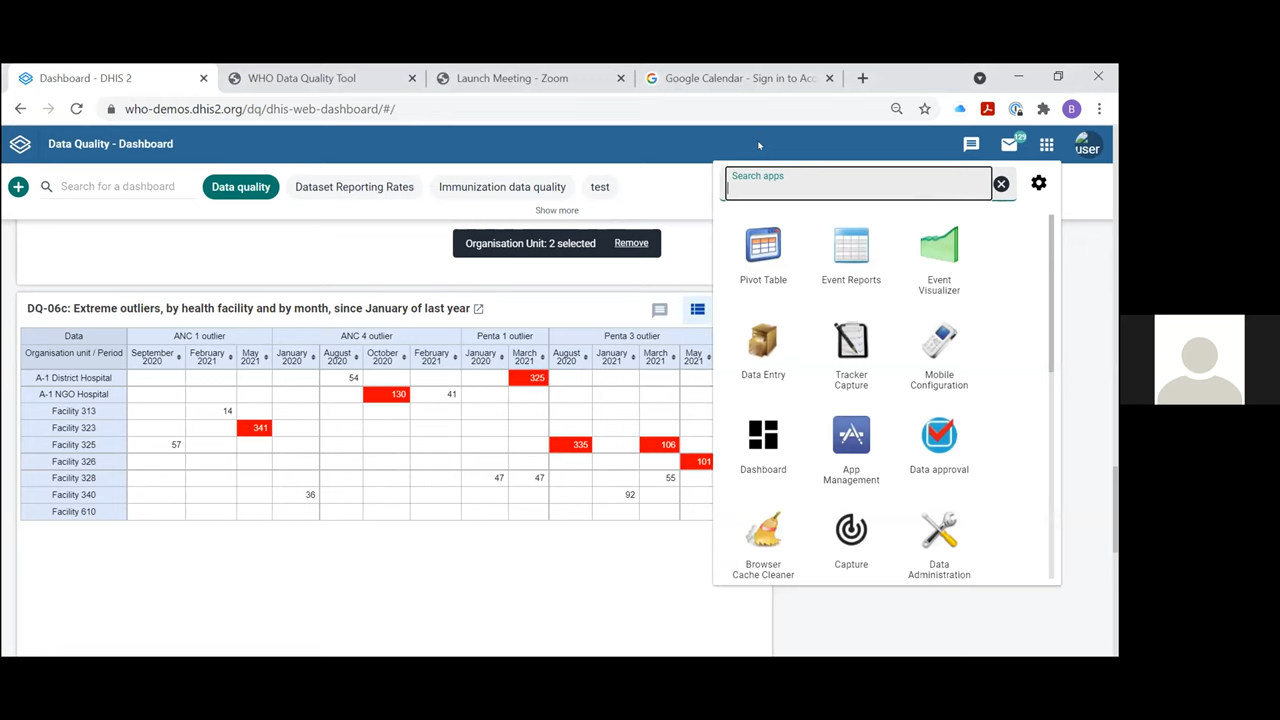 Dashboard - DHIS 2
WHO Data Quality Tool
Launch Meeting - Zoom
Google Calendar - Sign in to Acc
who-demos.dhis2.org/dq/dhis-web-dashboard/#/
B
Data Quality - Dashboard
129
user
Search for a dashboard
Data quality
Dataset Reporting Rates
Immunization data quality
test
Show more
Organisation Unit: 2 selected
Remove
Search apps
Pivot Table
Event Reports
Event Visualizer
Data Entry
Tracker Capture
Mobile Configuration
Dashboard
App Management
Data approval
Browser Cache Cleaner
Capture
Data Administration
DQ-06c: Extreme outliers, by health facility and by month, since January of last year
Data ANC 1 outlier ANC 4 outlier Penta 1 outlier Penta 3 outlier
Organisation unit / Period September 2020 February 2021 May 2021 January 2020 August 2020 October 2020 February 2021 January 2020 March 2021 August 2020 January 2021 March 2021 May 2021
A-1 District Hospital 54 325
A-1 NGO Hospital 130 41
Facility 313 14
Facility 323 341
Facility 325 57 335 106
Facility 326 101
Facility 328 47 47 55
Facility 340 36 92
Facility 610